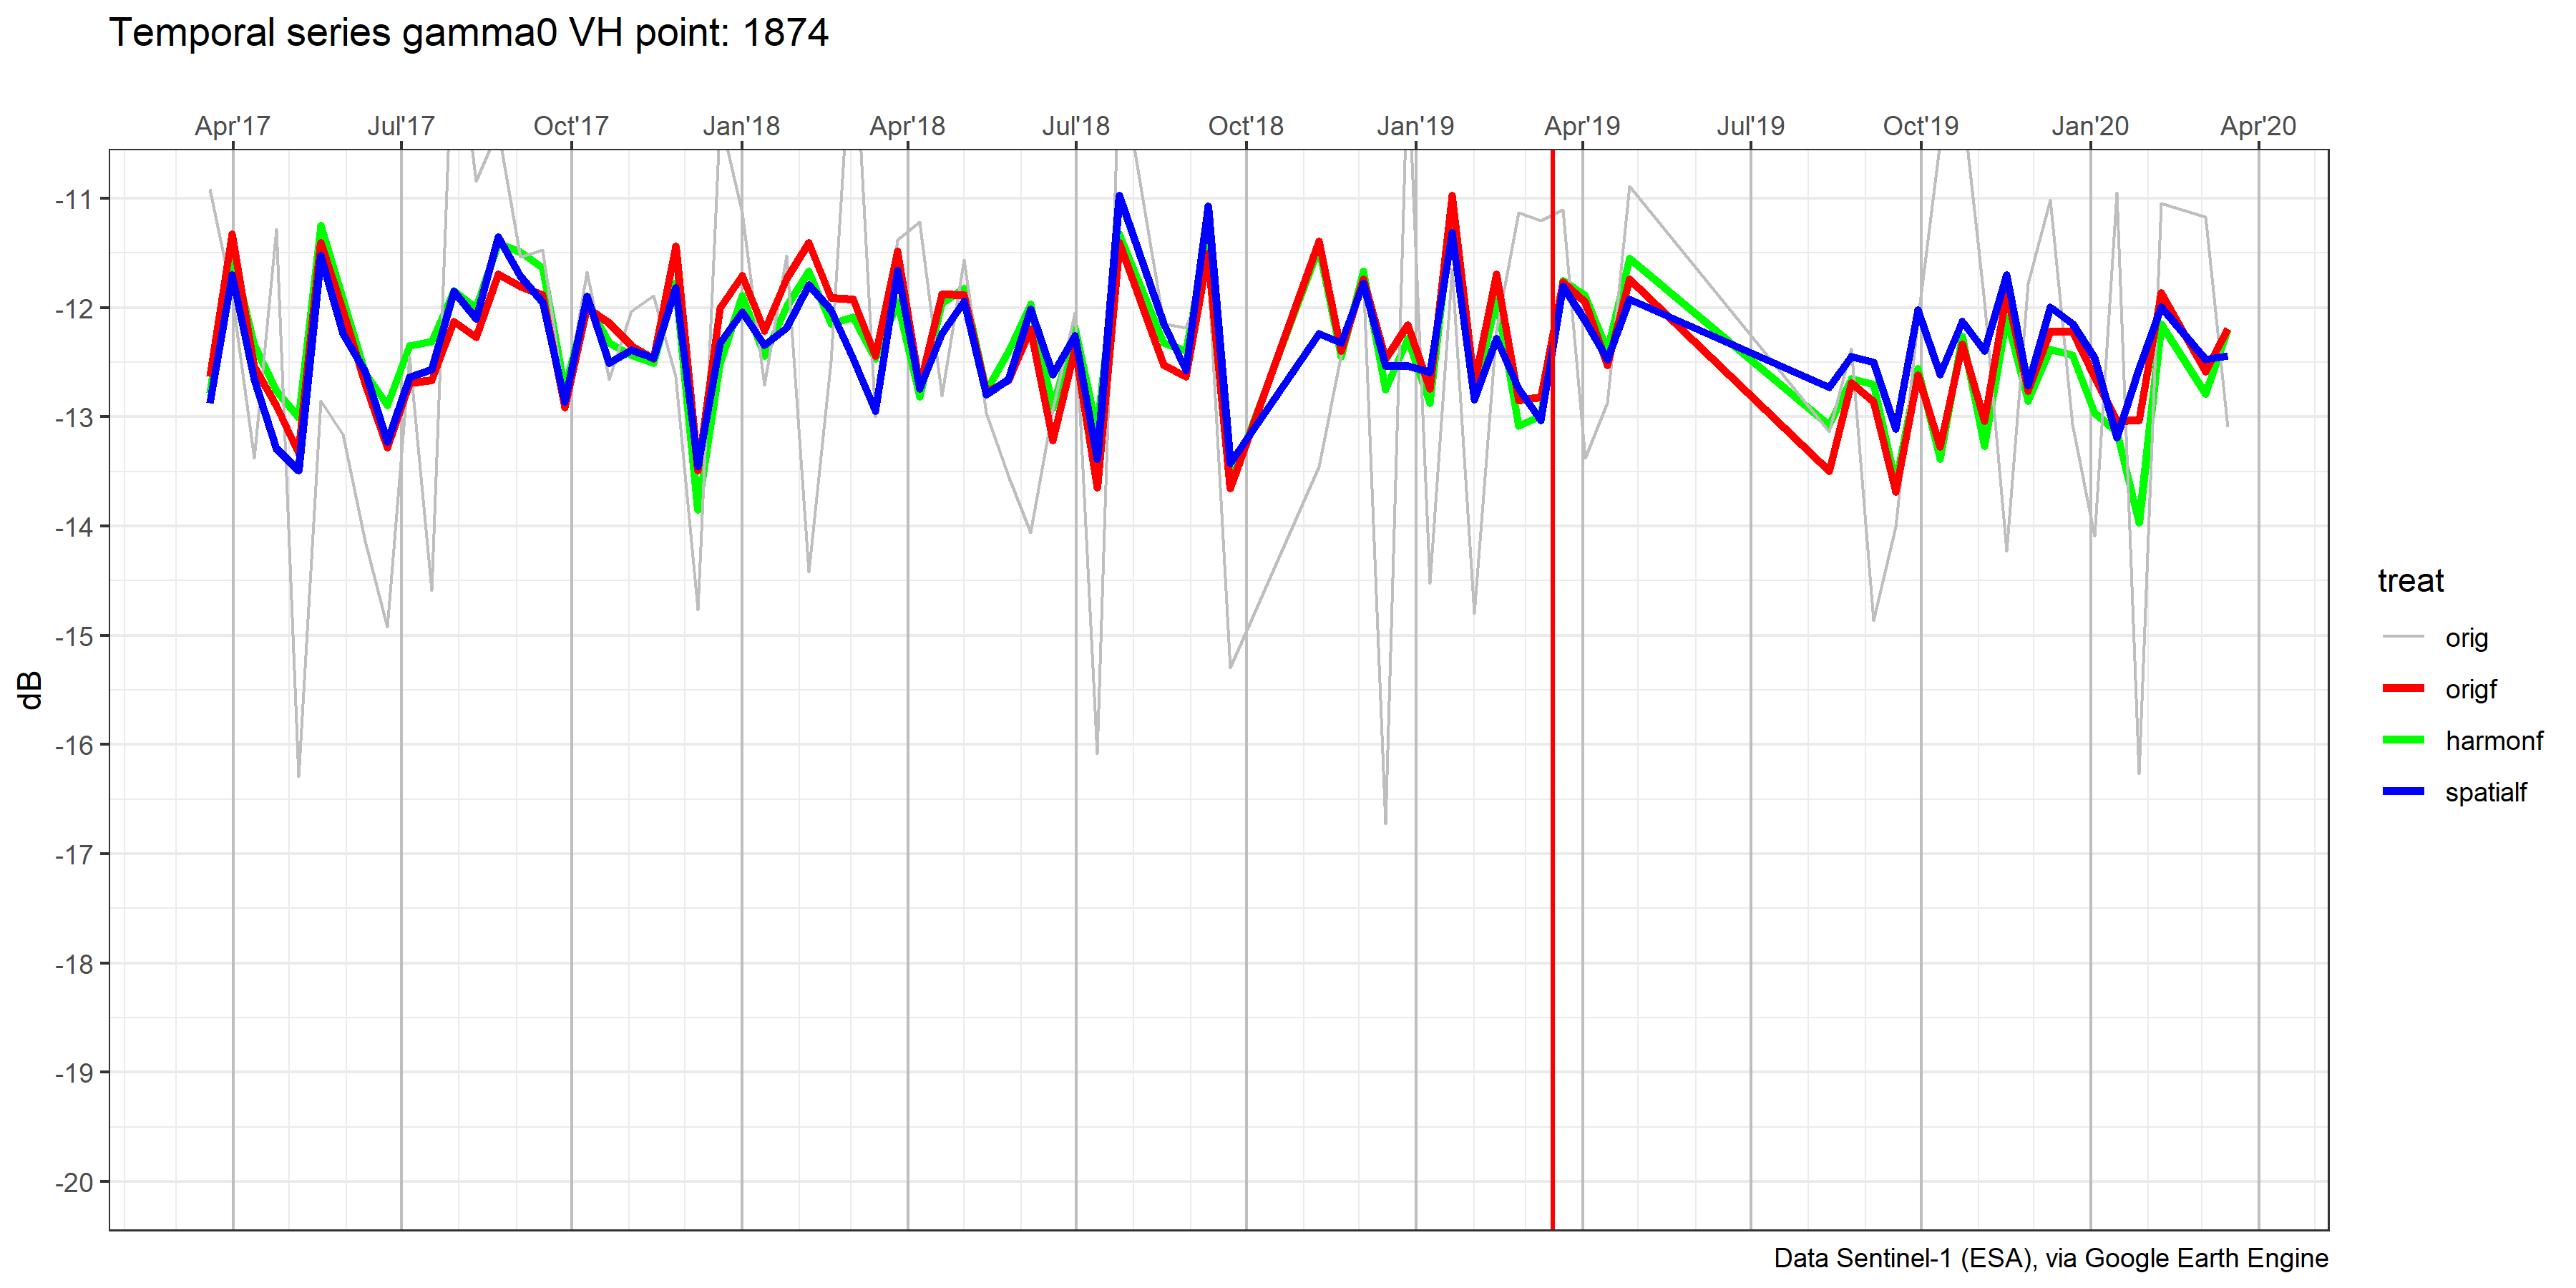 Temporal series gamma0 VH point: 1874
Apr'17 Jul'17 Oct'17 Jan'18 Apr'18 Jul'18 Oct'18 Jan'19 Apr'19 Jul'19 Oct'19 Jan'20 Apr'20
-11
-12
-13
-14
-15
-16
-17
-18
-19
-20
dB
treat
orig
origf
harmonf
spatialf
Data Sentinel-1 (ESA), via Google Earth Engine